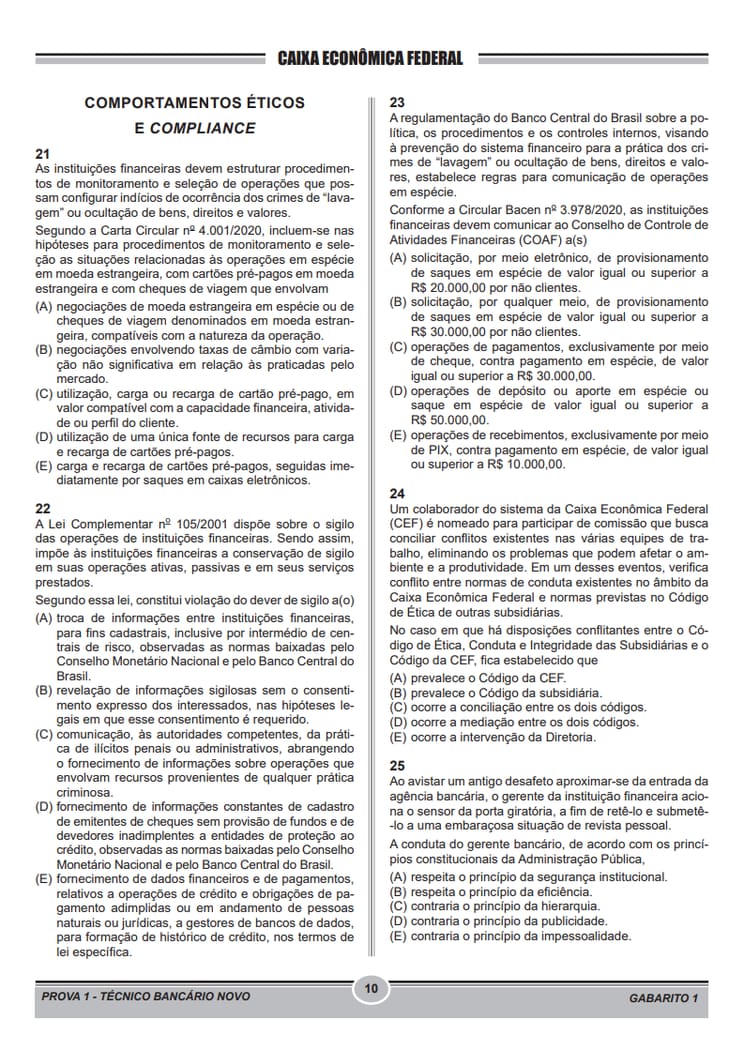 CAIXA ECONÔMICA FEDERAL
COMPORTAMENTOS ÉTICOS
E COMPLIANCE
21
As instituições financeiras devem estruturar procedimen-
tos de monitoramento e seleção de operações que pos-
sam configurar indícios de ocorrência dos crimes de “lava-
gem” ou ocultação de bens, direitos e valores.
Segundo a Carta Circular nº 4.001/2020, incluem-se nas
hipóteses para procedimentos de monitoramento e sele-
ção as situações relacionadas às operações em espécie
em moeda estrangeira, com cartões pré-pagos em moeda
estrangeira e com cheques de viagem que envolvam
(A) negociações de moeda estrangeira em espécie ou de
cheques de viagem denominados em moeda estran-
geira, compatíveis com a natureza da operação.
(B) negociações envolvendo taxas de câmbio com varia-
ção não significativa em relação às praticadas pelo
mercado.
(C) utilização, carga ou recarga de cartão pré-pago, em
valor compatível com a capacidade financeira, ativida-
de ou perfil do cliente.
(D) utilização de uma única fonte de recursos para carga
e recarga de cartões pré-pagos.
(E) carga e recarga de cartões pré-pagos, seguidas ime-
diatamente por saques em caixas eletrônicos.
22
A Lei Complementar nº 105/2001 dispõe sobre o sigilo
das operações de instituições financeiras. Sendo assim,
impõe às instituições financeiras a conservação de sigilo
em suas operações ativas, passivas e em seus serviços
prestados.
Segundo essa lei, constitui violação do dever de sigilo a(o)
(A) troca de informações entre instituições financeiras,
para fins cadastrais, inclusive por intermédio de cen-
trais de risco, observadas as normas baixadas pelo
Conselho Monetário Nacional e pelo Banco Central do
Brasil.
(B) revelação de informações sigilosas sem o consenti-
mento expresso dos interessados, nas hipóteses le-
gais em que esse consentimento é requerido.
(C) comunicação, às autoridades competentes, da práti-
ca de ilícitos penais ou administrativos, abrangendo
o fornecimento de informações sobre operações que
envolvam recursos provenientes de qualquer prática
criminosa.
(D) fornecimento de informações constantes de cadastro
de emitentes de cheques sem provisão de fundos e de
devedores inadimplentes a entidades de proteção ao
crédito, observadas as normas baixadas pelo Conselho
Monetário Nacional e pelo Banco Central do Brasil.
(E) fornecimento de dados financeiros e de pagamentos,
relativos a operações de crédito e obrigações de pa-
gamento adimplidas ou em andamento de pessoas
naturais ou jurídicas, a gestores de bancos de dados,
para formação de histórico de crédito, nos termos de
lei específica.
23
A regulamentação do Banco Central do Brasil sobre a po-
lítica, os procedimentos e os controles internos, visando
à prevenção do sistema financeiro para a prática dos cri-
mes de “lavagem” ou ocultação de bens, direitos e valo-
res, estabelece regras para comunicação de operações
em espécie.
Conforme a Circular Bacen nº 3.978/2020, as instituições
financeiras devem comunicar ao Conselho de Controle de
Atividades Financeiras (COAF) a(s)
(A) solicitação, por meio eletrônico, de provisionamento
de saques em espécie de valor igual ou superior a
R$ 20.000,00 por não clientes.
(B) solicitação, por qualquer meio, de provisionamento
de saques em espécie de valor igual ou superior a
R$ 30.000,00 por não clientes.
(C) operações de pagamentos, exclusivamente por meio
de cheque, contra pagamento em espécie, de valor
igual ou superior a R$ 30.000,00.
(D) operações de depósito ou aporte em espécie ou
saque em espécie de valor igual ou superior a
R$ 50.000,00.
(E) operações de recebimentos, exclusivamente por meio
de PIX, contra pagamento em espécie, de valor igual
ou superior a R$ 10.000,00.
24
Um colaborador do sistema da Caixa Econômica Federal
(CEF) é nomeado para participar de comissão que busca
conciliar conflitos existentes nas várias equipes de tra-
balho, eliminando os problemas que podem afetar o am-
biente e a produtividade. Em um desses eventos, verifica
conflito entre normas de conduta existentes no âmbito da
Caixa Econômica Federal e normas previstas no Código
de Ética de outras subsidiárias.
No caso em que há disposições conflitantes entre o Có-
digo de Ética, Conduta e Integridade das Subsidiárias e o
Código da CEF, fica estabelecido que
(A) prevalece o Código da CEF.
(B) prevalece o Código da subsidiária.
(C) ocorre a conciliação entre os dois códigos.
(D) ocorre a mediação entre os dois códigos.
(E) ocorre a intervenção da Diretoria.
25
Ao avistar um antigo desafeto aproximar-se da entrada da
agência bancária, o gerente da instituição financeira acio-
na o sensor da porta giratória, a fim de retê-lo e submetê-
-lo a uma embaraçosa situação de revista pessoal.
A conduta do gerente bancário, de acordo com os princí-
pios constitucionais da Administração Pública,
(A) respeita o princípio da segurança institucional.
(B) respeita o princípio da eficiência.
(C) contraria o princípio da hierarquia.
(D) contraria o princípio da publicidade.
(E) contraria o princípio da impessoalidade.
PROVA 1 - TÉCNICO BANCÁRIO NOVO
10
GABARITO 1